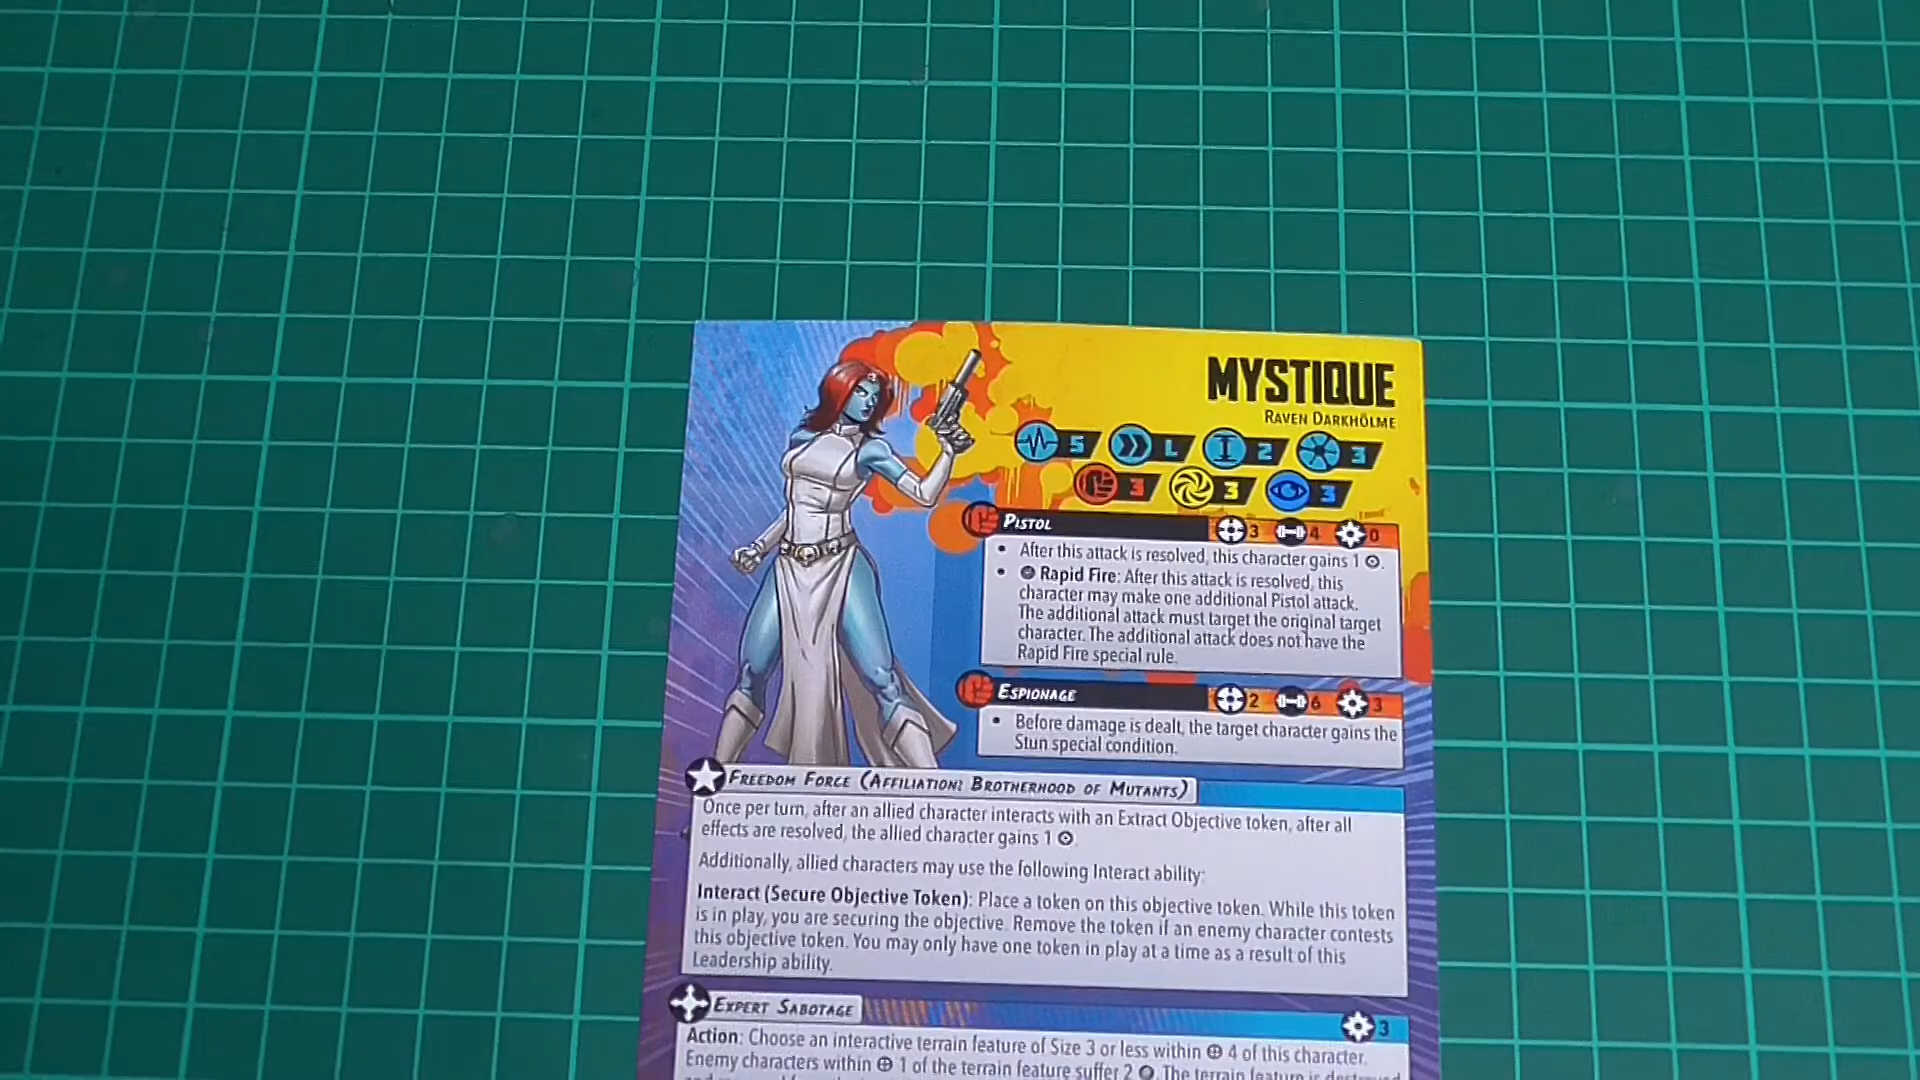 MYSTIQUE
RAVEN DARKHÖLME
5 L 2 3
3 3 3
PISTOL 3 4 0
• After this attack is resolved, this character gains 1 .
• Rapid Fire: After this attack is resolved, this
character may make one additional Pistol attack.
The additional attack must target the original target
character. The additional attack does not have the
Rapid Fire special rule.
ESPIONAGE 2 6 3
• Before damage is dealt, the target character gains the
Stun special condition.
FREEDOM FORCE (AFFILIATION: BROTHERHOOD OF MUTANTS)
Once per turn, after an allied character interacts with an Extract Objective token, after all
effects are resolved, the allied character gains 1 .
Additionally, allied characters may use the following Interact ability:
Interact (Secure Objective Token): Place a token on this objective token. While this token
is in play, you are securing the objective. Remove the token if an enemy character contests
this objective token. You may only have one token in play at a time as a result of this
Leadership ability.
EXPERT SABOTAGE 3
Action: Choose an interactive terrain feature of Size 3 or less within 4 of this character.
Enemy characters within 1 of the terrain feature suffer 2 . The terrain feature is destroyed